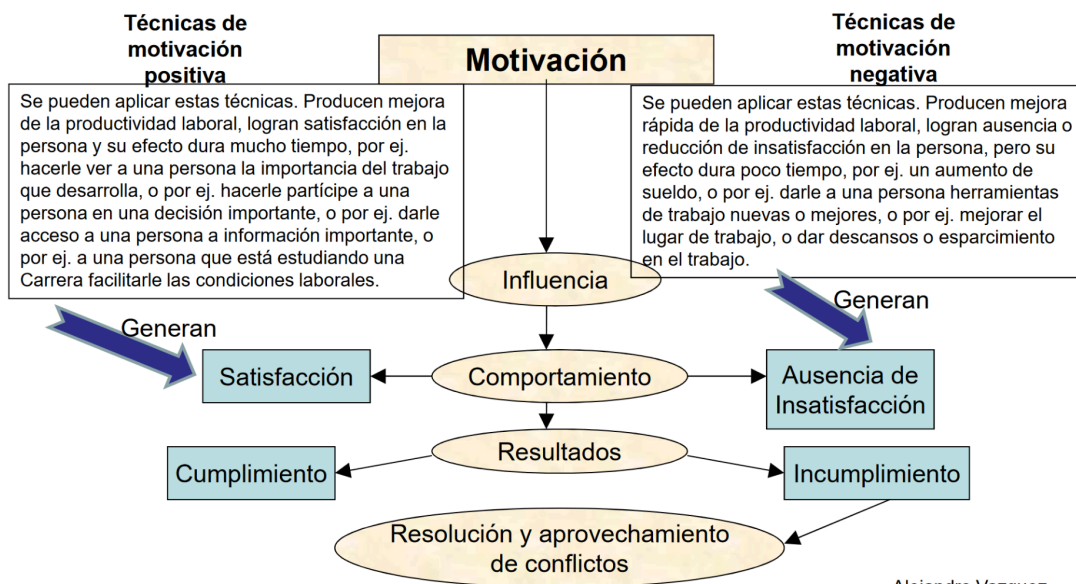 Técnicas de
motivación
positiva
Motivación
Técnicas de
motivación
negativa
Se pueden aplicar estas técnicas. Producen mejora
de la productividad laboral, logran satisfacción en la
persona y su efecto dura mucho tiempo, por ej.
hacerle ver a una persona la importancia del trabajo
que desarrolla, o por ej. hacerle partícipe a una
persona en una decisión importante, o por ej. darle
acceso a una persona a información importante, o
por ej. a una persona que está estudiando una
Carrera facilitarle las condiciones laborales.
Se pueden aplicar estas técnicas. Producen mejora
rápida de la productividad laboral, logran ausencia o
reducción de insatisfacción en la persona, pero su
efecto dura poco tiempo, por ej. un aumento de
sueldo, o por ej. darle a una persona herramientas
de trabajo nuevas o mejores, o por ej. mejorar el
lugar de trabajo, o dar descansos o esparcimiento
en el trabajo.
Influencia
Generan
Generan
Satisfacción
Comportamiento
Ausencia de
Insatisfacción
Resultados
Cumplimiento
Incumplimiento
Resolución y aprovechamiento
de conflictos
Alejandro Vazquez